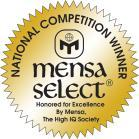 NATIONAL COMPETITION WINNER
mensa
select®
Honored for Excellence
By Mensa,
The High IQ Society